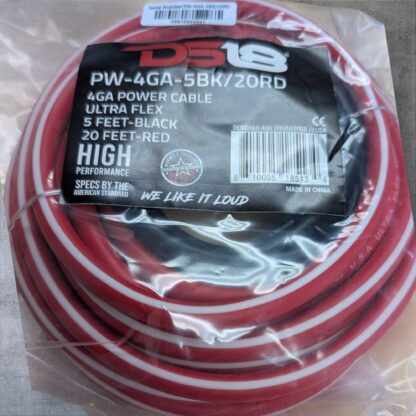 DS18
PW-4GA-5BK/20RD
4GA POWER CABLE
ULTRA FLEX
5 FEET-BLACK
20 FEET-RED
HIGH
PERFORMANCE
SPECS BY THE
AMERICAN STANDARD
WE LIKE IT LOUD
DESIGNED AND ENGINEERED IN USA
CE
MADE IN CHINA